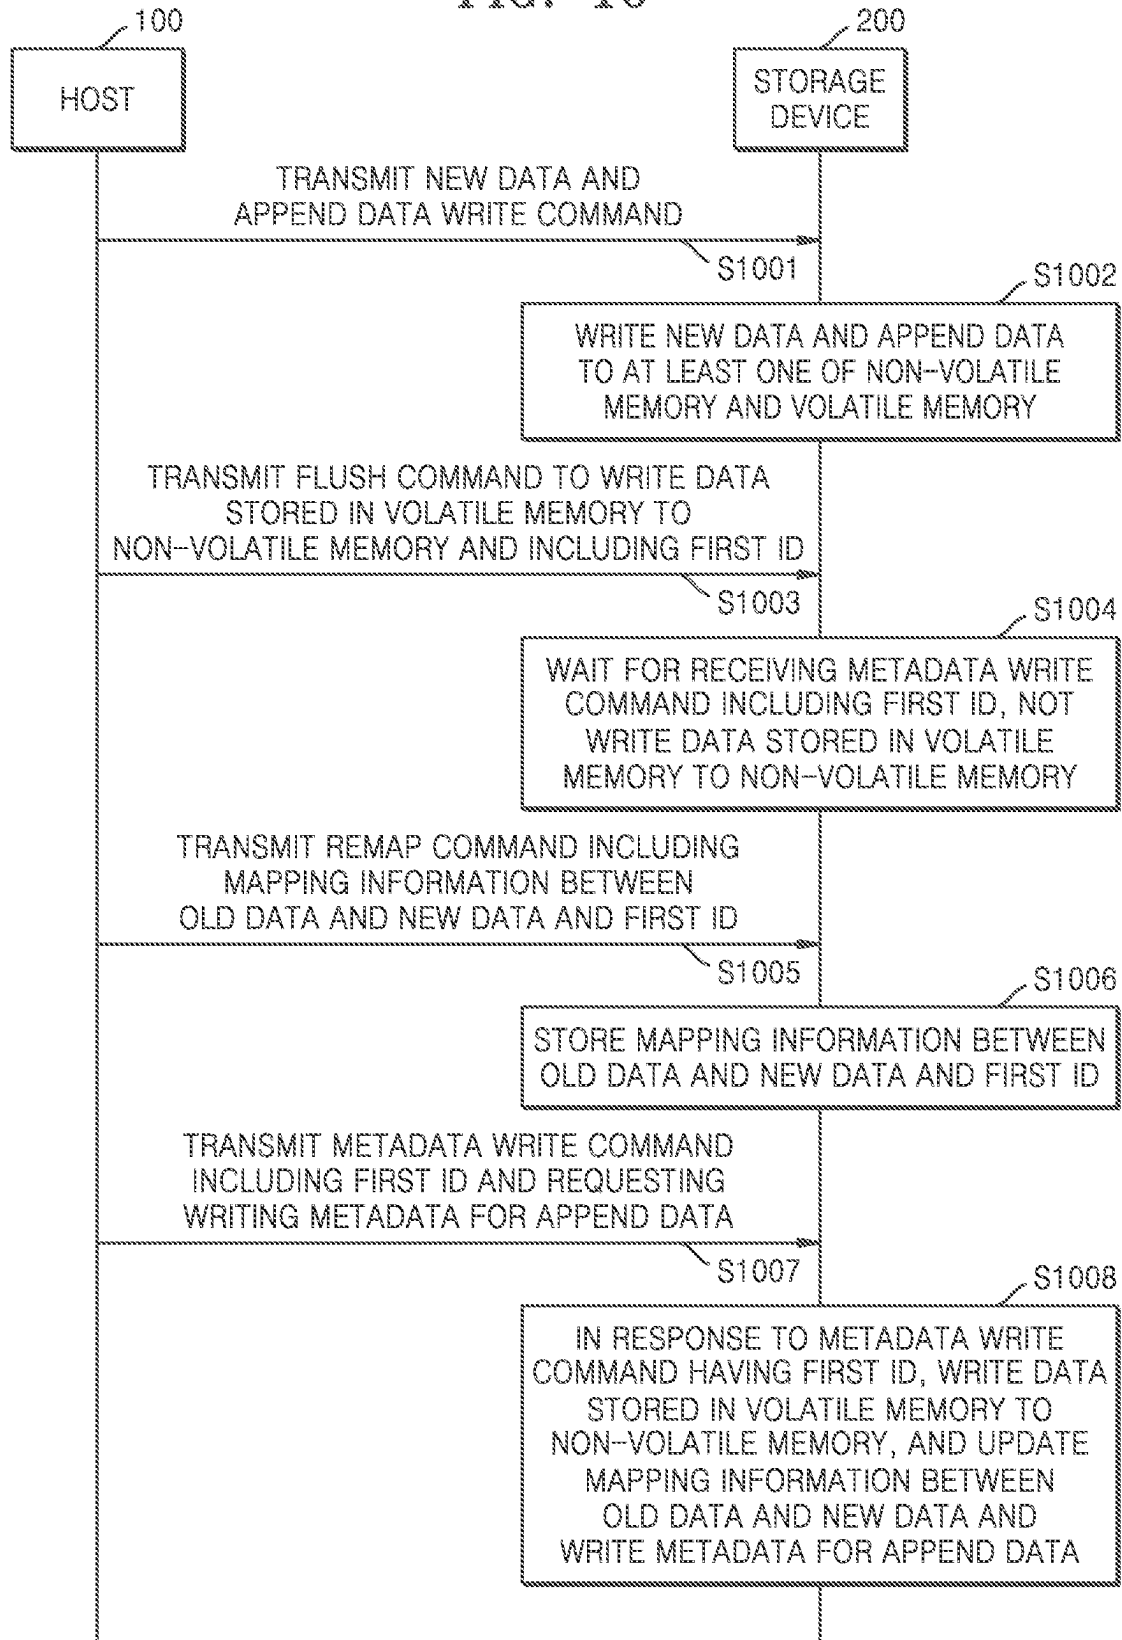 100
200
HOST
STORAGE
DEVICE
TRANSMIT NEW DATA AND
APPEND DATA WRITE COMMAND
S1001
S1002
WRITE NEW DATA AND APPEND DATA
TO AT LEAST ONE OF NON-VOLATILE
MEMORY AND VOLATILE MEMORY
TRANSMIT FLUSH COMMAND TO WRITE DATA
STORED IN VOLATILE MEMORY TO
NON-VOLATILE MEMORY AND INCLUDING FIRST ID
S1003
S1004
WAIT FOR RECEIVING METADATA WRITE
COMMAND INCLUDING FIRST ID, NOT
WRITE DATA STORED IN VOLATILE
MEMORY TO NON-VOLATILE MEMORY
TRANSMIT REMAP COMMAND INCLUDING
MAPPING INFORMATION BETWEEN
OLD DATA AND NEW DATA AND FIRST ID
S1005
S1006
STORE MAPPING INFORMATION BETWEEN
OLD DATA AND NEW DATA AND FIRST ID
TRANSMIT METADATA WRITE COMMAND
INCLUDING FIRST ID AND REQUESTING
WRITING METADATA FOR APPEND DATA
S1007
S1008
IN RESPONSE TO METADATA WRITE
COMMAND HAVING FIRST ID, WRITE DATA
STORED IN VOLATILE MEMORY TO
NON-VOLATILE MEMORY, AND UPDATE
MAPPING INFORMATION BETWEEN
OLD DATA AND NEW DATA AND
WRITE METADATA FOR APPEND DATA